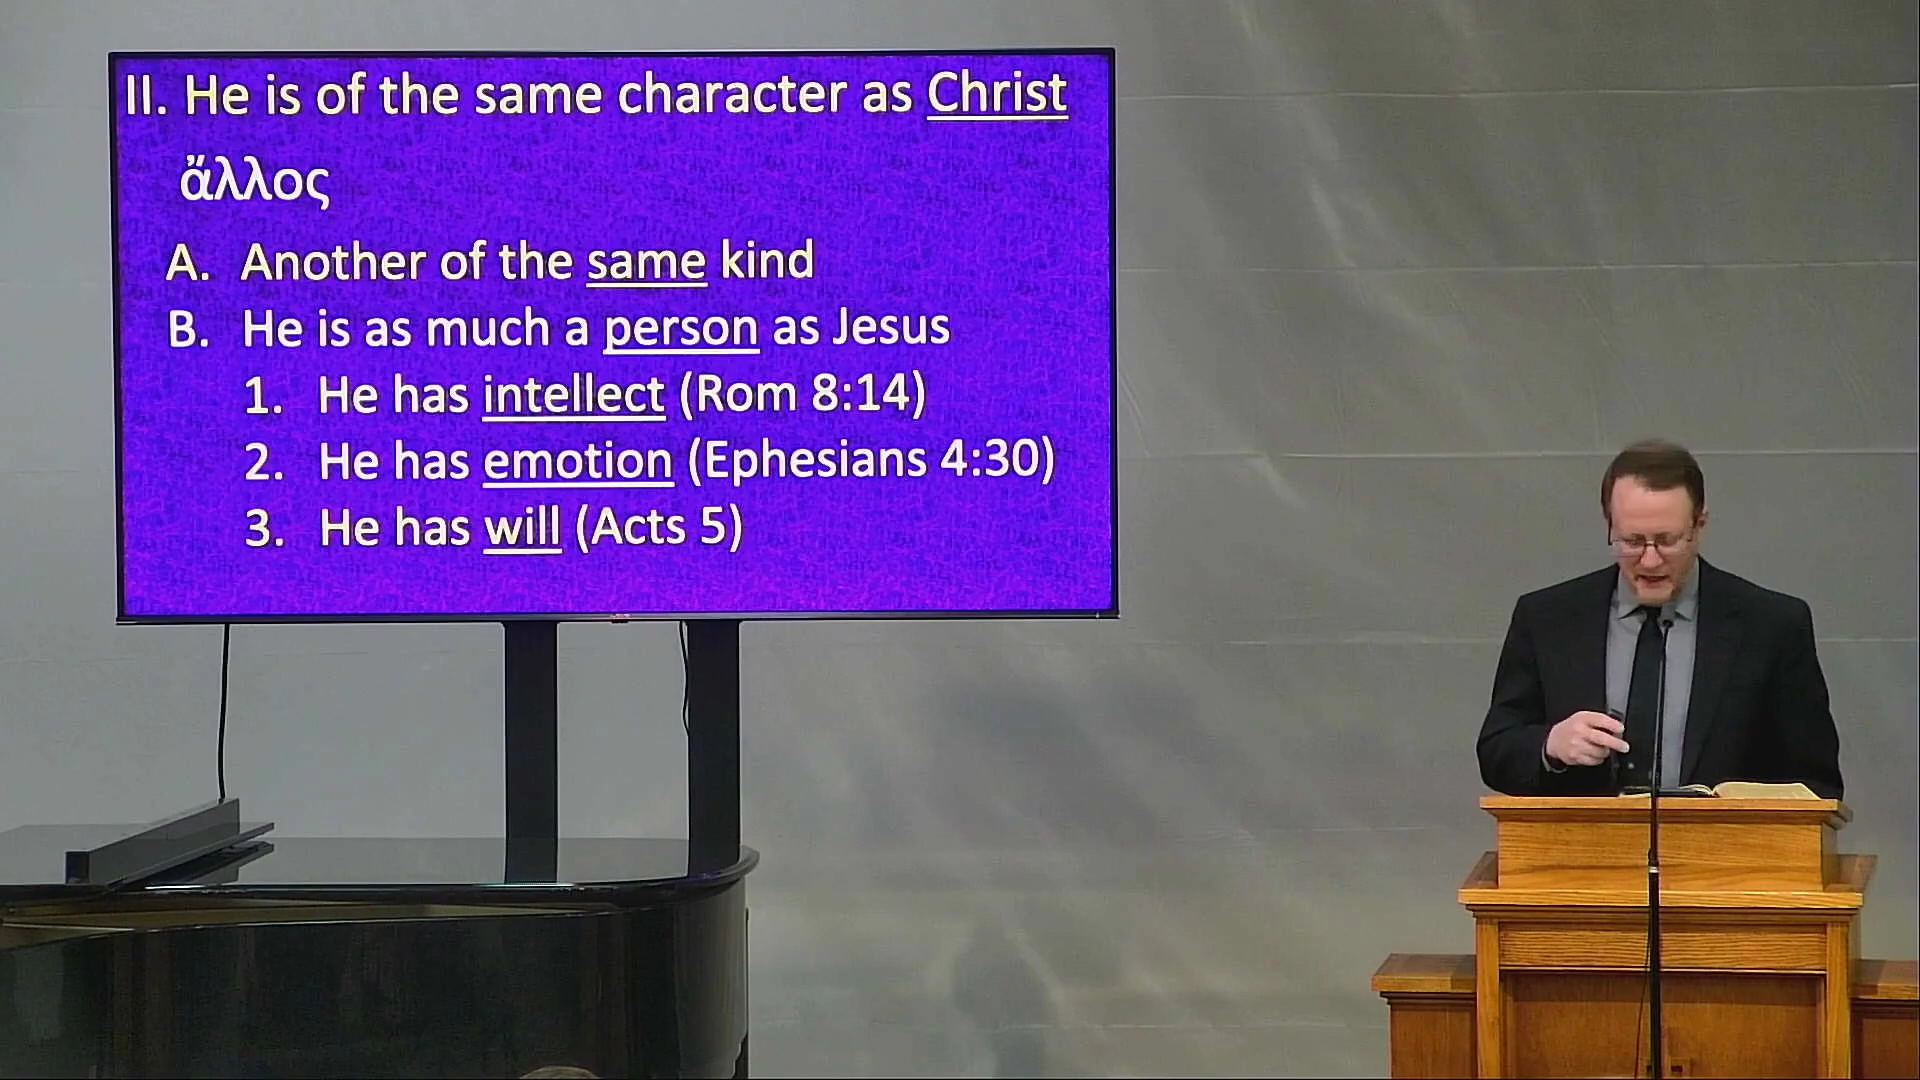 II. He is of the same character as Christ
ἄλλος
A. Another of the same kind
B. He is as much a person as Jesus
1. He has intellect (Rom 8:14)
2. He has emotion (Ephesians 4:30)
3. He has will (Acts 5)